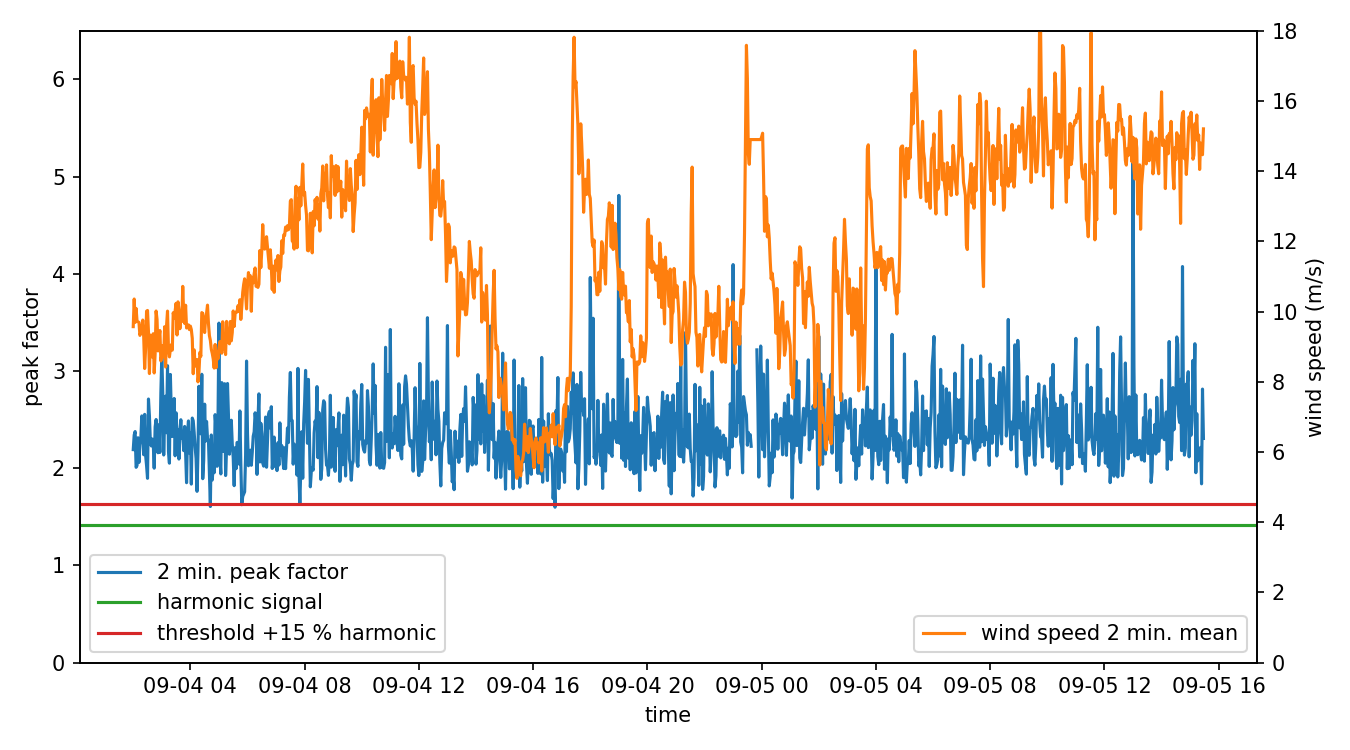 6
5
4
3
2
1
0
peak factor
18
16
14
12
10
8
6
4
2
0
wind speed (m/s)
2 min. peak factor
harmonic signal
threshold +15 % harmonic
wind speed 2 min. mean
09-04 04 09-04 08 09-04 12 09-04 16 09-04 20 09-05 00 09-05 04 09-05 08 09-05 12 09-05 16
time